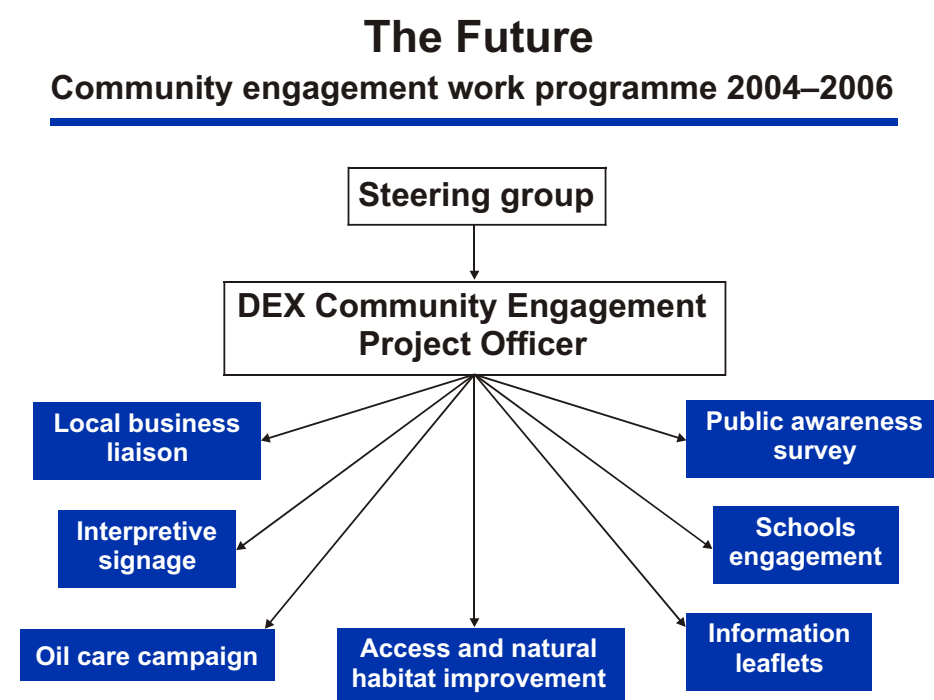 The Future
Community engagement work programme 2004–2006
Steering group
DEX Community Engagement
Project Officer
Local business
liaison
Public awareness
survey
Interpretive
signage
Schools
engagement
Oil care campaign
Access and natural
habitat improvement
Information
leaflets